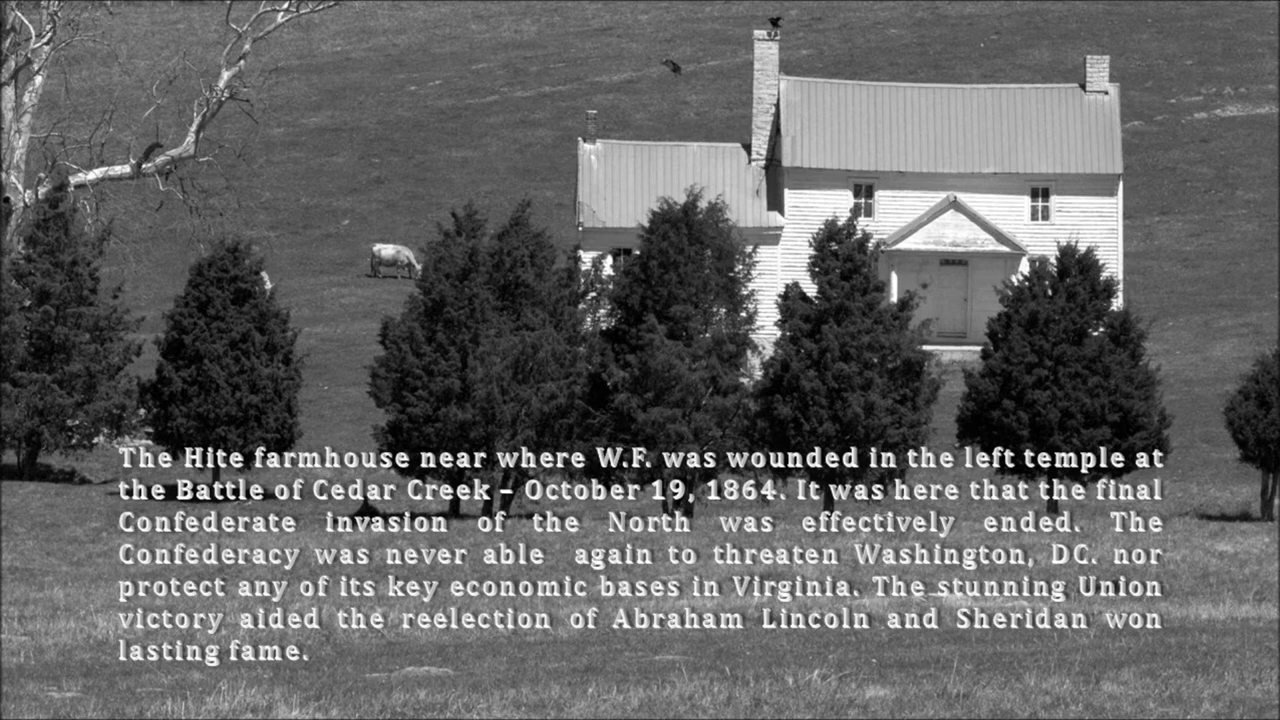 The Hite farmhouse near where W.F. was wounded in the left temple at
the Battle of Cedar Creek – October 19, 1864. It was here that the final
Confederate invasion of the North was effectively ended. The
Confederacy was never able again to threaten Washington, DC. nor
protect any of its key economic bases in Virginia. The stunning Union
victory aided the reelection of Abraham Lincoln and Sheridan won
lasting fame.